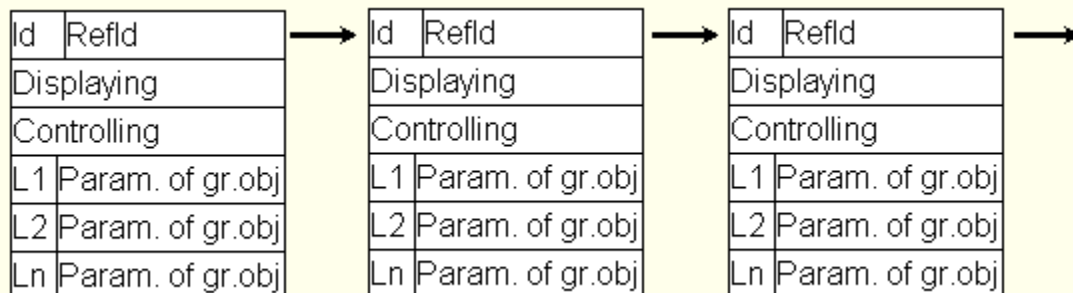 Id RefId
Displaying
Controlling
L1 Param. of gr.obj
L2 Param. of gr.obj
Ln Param. of gr.obj
Id RefId
Displaying
Controlling
L1 Param. of gr.obj
L2 Param. of gr.obj
Ln Param. of gr.obj
Id RefId
Displaying
Controlling
L1 Param. of gr.obj
L2 Param. of gr.obj
Ln Param. of gr.obj